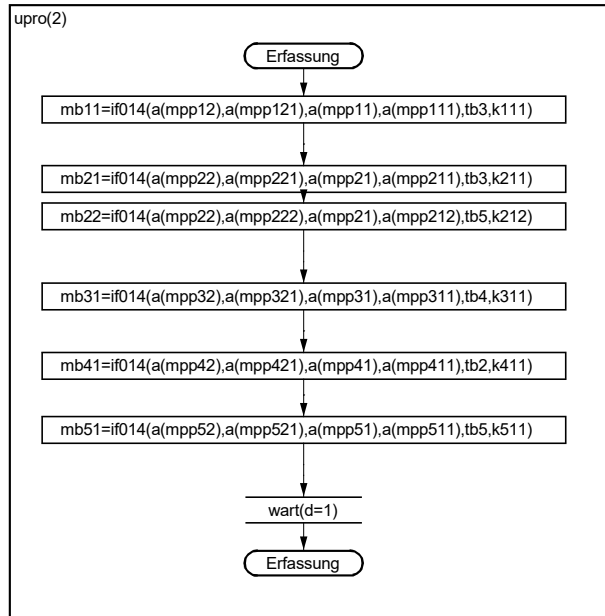 upro(2)
Erfassung
mb11=if014(a(mpp12),a(mpp121),a(mpp11),a(mpp111),tb3,k111)
mb21=if014(a(mpp22),a(mpp221),a(mpp21),a(mpp211),tb3,k211)
mb22=if014(a(mpp22),a(mpp222),a(mpp21),a(mpp212),tb5,k212)
mb31=if014(a(mpp32),a(mpp321),a(mpp31),a(mpp311),tb4,k311)
mb41=if014(a(mpp42),a(mpp421),a(mpp41),a(mpp411),tb2,k411)
mb51=if014(a(mpp52),a(mpp521),a(mpp51),a(mpp511),tb5,k511)
wart(d=1)
Erfassung